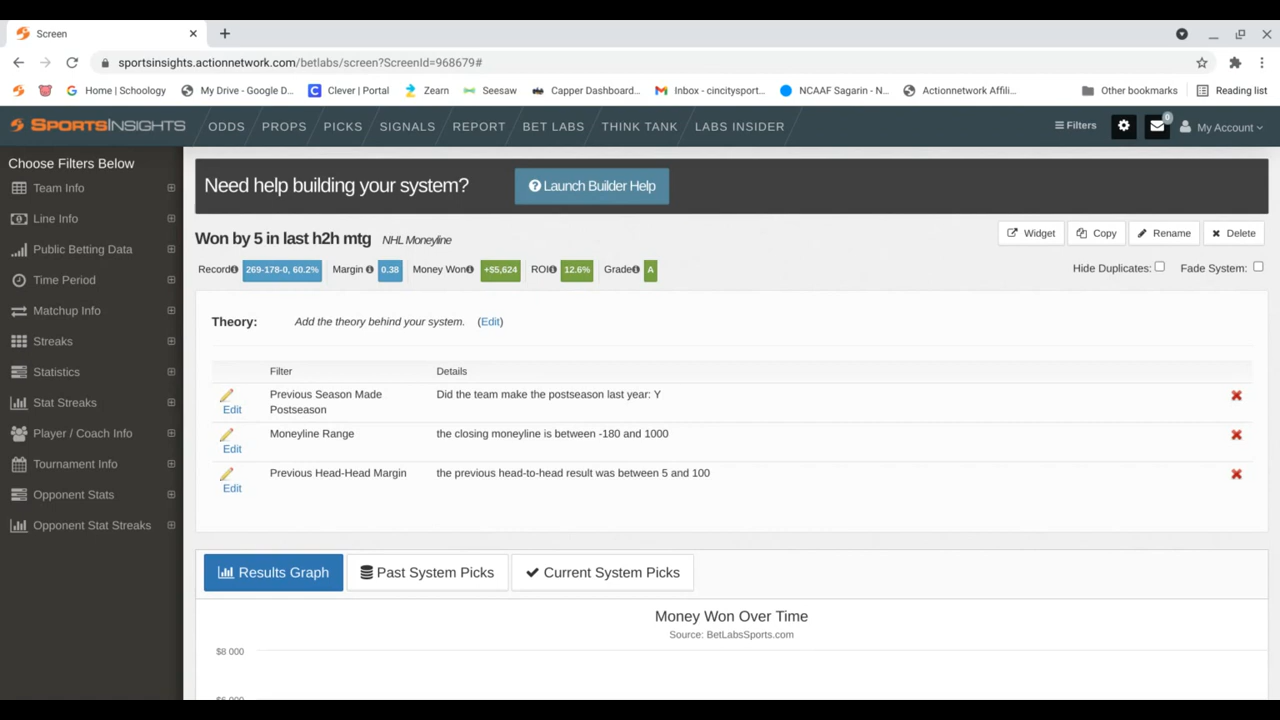 Screen
sportsinsights.actionnetwork.com/betlabs/screen?ScreenId=968679#
Home | Schoology My Drive - Google D... Clever | Portal Zearn Seesaw Capper Dashboard... Inbox - cincitysport... NCAAF Sagarin - N... Actionnetwork Affili... Other bookmarks Reading list
SPORTSINSIGHTS ODDS PROPS PICKS SIGNALS REPORT BET LABS THINK TANK LABS INSIDER Filters 0 My Account
Choose Filters Below
Team Info
Line Info
Public Betting Data
Time Period
Matchup Info
Streaks
Statistics
Stat Streaks
Player / Coach Info
Tournament Info
Opponent Stats
Opponent Stat Streaks
Need help building your system? Launch Builder Help
Won by 5 in last h2h mtg NHL Moneyline Widget Copy Rename Delete
Record 269-178-0, 60.2% Margin 0.38 Money Won +$5,624 ROI 12.6% Grade A Hide Duplicates: Fade System:
Theory: Add the theory behind your system. (Edit)
Filter Details
Edit Previous Season Made Postseason Did the team make the postseason last year: Y
Edit Moneyline Range the closing moneyline is between -180 and 1000
Edit Previous Head-Head Margin the previous head-to-head result was between 5 and 100
Results Graph Past System Picks Current System Picks
Money Won Over Time
Source: BetLabsSports.com
$8 000